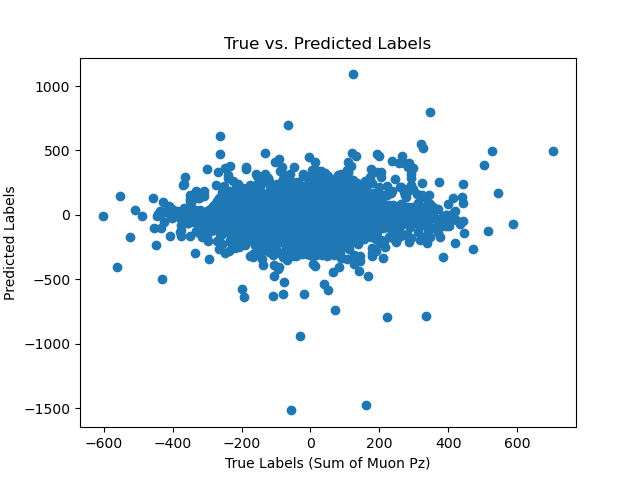 True vs. Predicted Labels
1000
500
0
−500
−1000
−1500
Predicted Labels
−600 −400 −200 0 200 400 600
True Labels (Sum of Muon Pz)